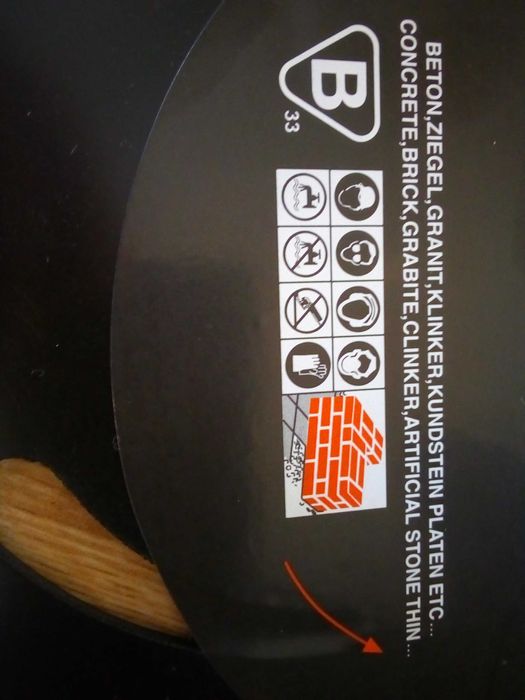 BETON,ZIEGEL,GRANIT,KLINKER,KUNDSTEIN PLATEN ETC...
CONCRETE,BRICK,GRABITE,CLINKER,ARTIFICIAL STONE THIN...
B
33